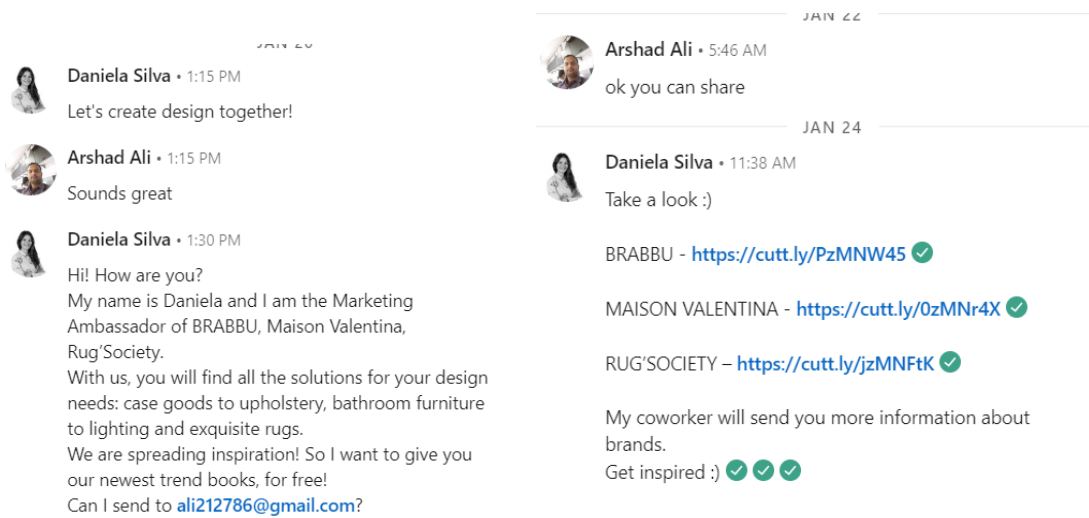 Daniela Silva • 1:15 PM
Let's create design together!
Arshad Ali • 1:15 PM
Sounds great
Daniela Silva • 1:30 PM
Hi! How are you?
My name is Daniela and I am the Marketing
Ambassador of BRABBU, Maison Valentina,
Rug'Society.
With us, you will find all the solutions for your design
needs: case goods to upholstery, bathroom furniture
to lighting and exquisite rugs.
We are spreading inspiration! So I want to give you
our newest trend books, for free!
Can I send to ali212786@gmail.com?
JAN 22
Arshad Ali • 5:46 AM
ok you can share
JAN 24
Daniela Silva • 11:38 AM
Take a look :)
BRABBU - https://cutt.ly/PzMNW45
MAISON VALENTINA - https://cutt.ly/0zMNr4X
RUG'SOCIETY – https://cutt.ly/jzMNFtK
My coworker will send you more information about
brands.
Get inspired :)